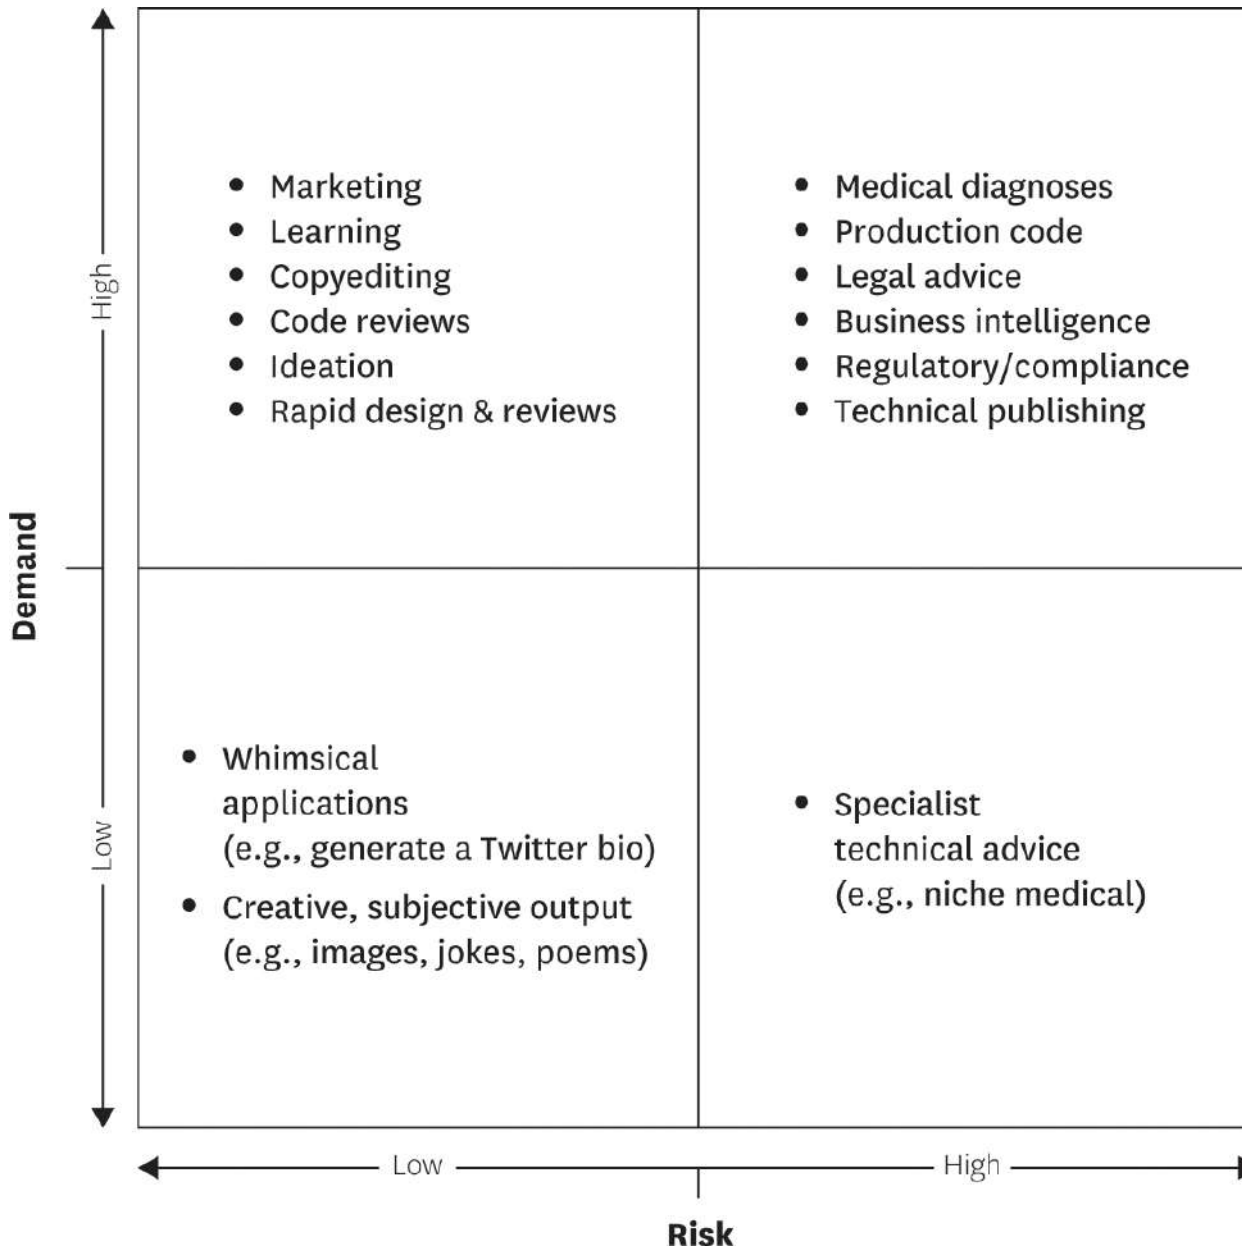 High
• Marketing
• Learning
• Copyediting
• Code reviews
• Ideation
• Rapid design & reviews
• Medical diagnoses
• Production code
• Legal advice
• Business intelligence
• Regulatory/compliance
• Technical publishing
Demand
Low
• Whimsical
applications
(e.g., generate a Twitter bio)
• Creative, subjective output
(e.g., images, jokes, poems)
• Specialist
technical advice
(e.g., niche medical)
Low
High
Risk